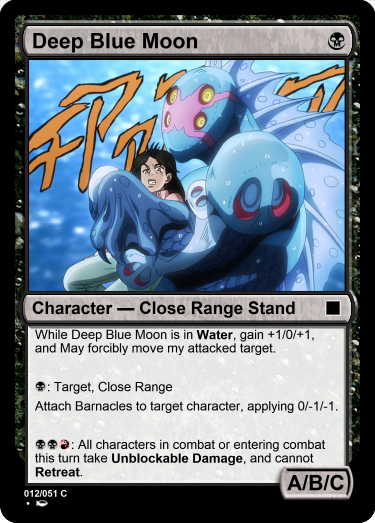 Deep Blue Moon
Character — Close Range Stand
While Deep Blue Moon is in Water, gain +1/0/+1,
and May forcibly move my attacked target.
: Target, Close Range
Attach Barnacles to target character, applying 0/-1/-1.
: All characters in combat or entering combat
this turn take Unblockable Damage, and cannot
Retreat.
A/B/C
012/051 C